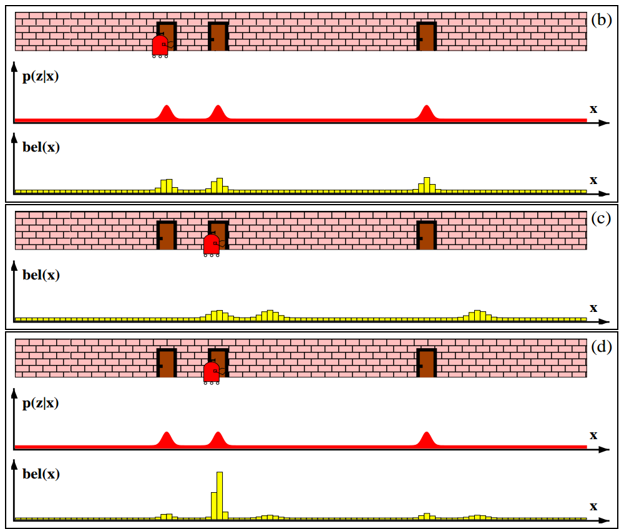 (b)
p(z|x)
x
bel(x)
x
(c)
bel(x)
x
(d)
p(z|x)
x
bel(x)
x